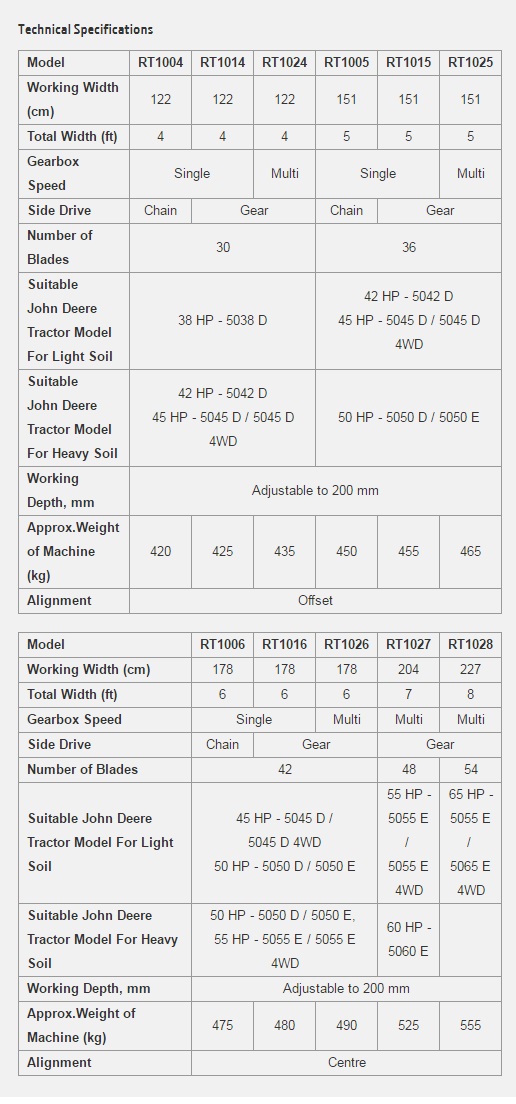 Technical Specifications
Model RT1004 RT1014 RT1024 RT1005 RT1015 RT1025
Working Width
(cm) 122 122 122 151 151 151
Total Width (ft) 4 4 4 5 5 5
Gearbox
Speed Single Multi Single Multi
Side Drive Chain Gear Chain Gear
Number of
Blades 30 36
Suitable
John Deere
Tractor Model
For Light Soil
38 HP - 5038 D
42 HP - 5042 D
45 HP - 5045 D / 5045 D
4WD
Suitable
John Deere
Tractor Model
For Heavy Soil
42 HP - 5042 D
45 HP - 5045 D / 5045 D
4WD
50 HP - 5050 D / 5050 E
Working
Depth, mm
Adjustable to 200 mm
Approx.Weight
of Machine
(kg)
420 425 435 450 455 465
Alignment Offset
Model RT1006 RT1016 RT1026 RT1027 RT1028
Working Width (cm) 178 178 178 204 227
Total Width (ft) 6 6 6 7 8
Gearbox Speed Single Multi Multi Multi
Side Drive Chain Gear Gear
Number of Blades 42 48 54
Suitable John Deere
Tractor Model For Light
Soil
45 HP - 5045 D /
5045 D 4WD
50 HP - 5050 D / 5050 E
55 HP -
5055 E
/
5055 E
4WD
65 HP -
5055 E
/
5065 E
4WD
Suitable John Deere
Tractor Model For Heavy
Soil
50 HP - 5050 D / 5050 E,
55 HP - 5055 E / 5055 E
4WD
60 HP -
5060 E
Working Depth, mm Adjustable to 200 mm
Approx.Weight of
Machine (kg)
475 480 490 525 555
Alignment Centre